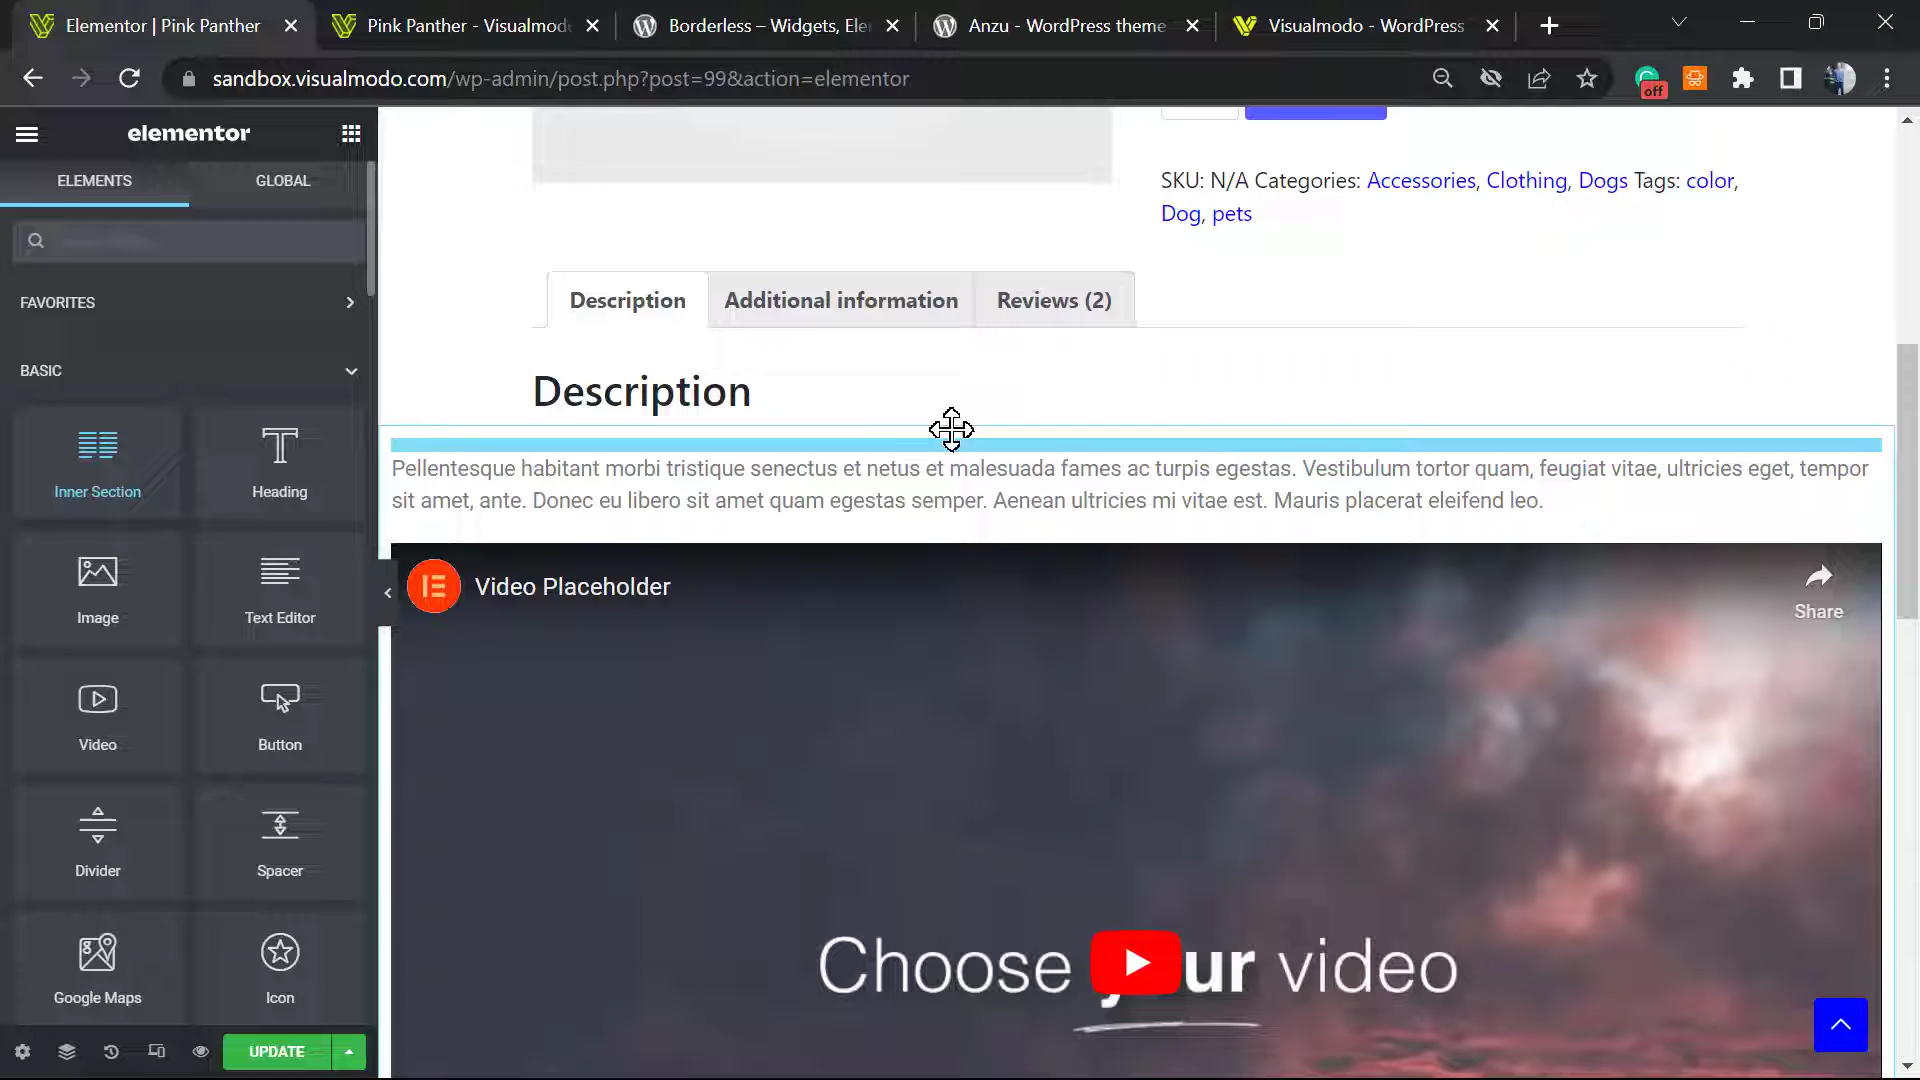 Elementor | Pink Panther
Pink Panther - Visualmod
Borderless – Widgets, Ele
Anzu - WordPress theme
Visualmodo - WordPress
sandbox.visualmodo.com/wp-admin/post.php?post=99&action=elementor
off
elementor
ELEMENTS
GLOBAL
FAVORITES
BASIC
Inner Section
Heading
Image
Text Editor
Video
Button
Divider
Spacer
Google Maps
Icon
UPDATE
SKU: N/A Categories: Accessories, Clothing, Dogs Tags: color,
Dog, pets
Description
Additional information
Reviews (2)
Description
Pellentesque habitant morbi tristique senectus et netus et malesuada fames ac turpis egestas. Vestibulum tortor quam, feugiat vitae, ultricies eget, tempor
sit amet, ante. Donec eu libero sit amet quam egestas semper. Aenean ultricies mi vitae est. Mauris placerat eleifend leo.
Video Placeholder
Share
Choose your video